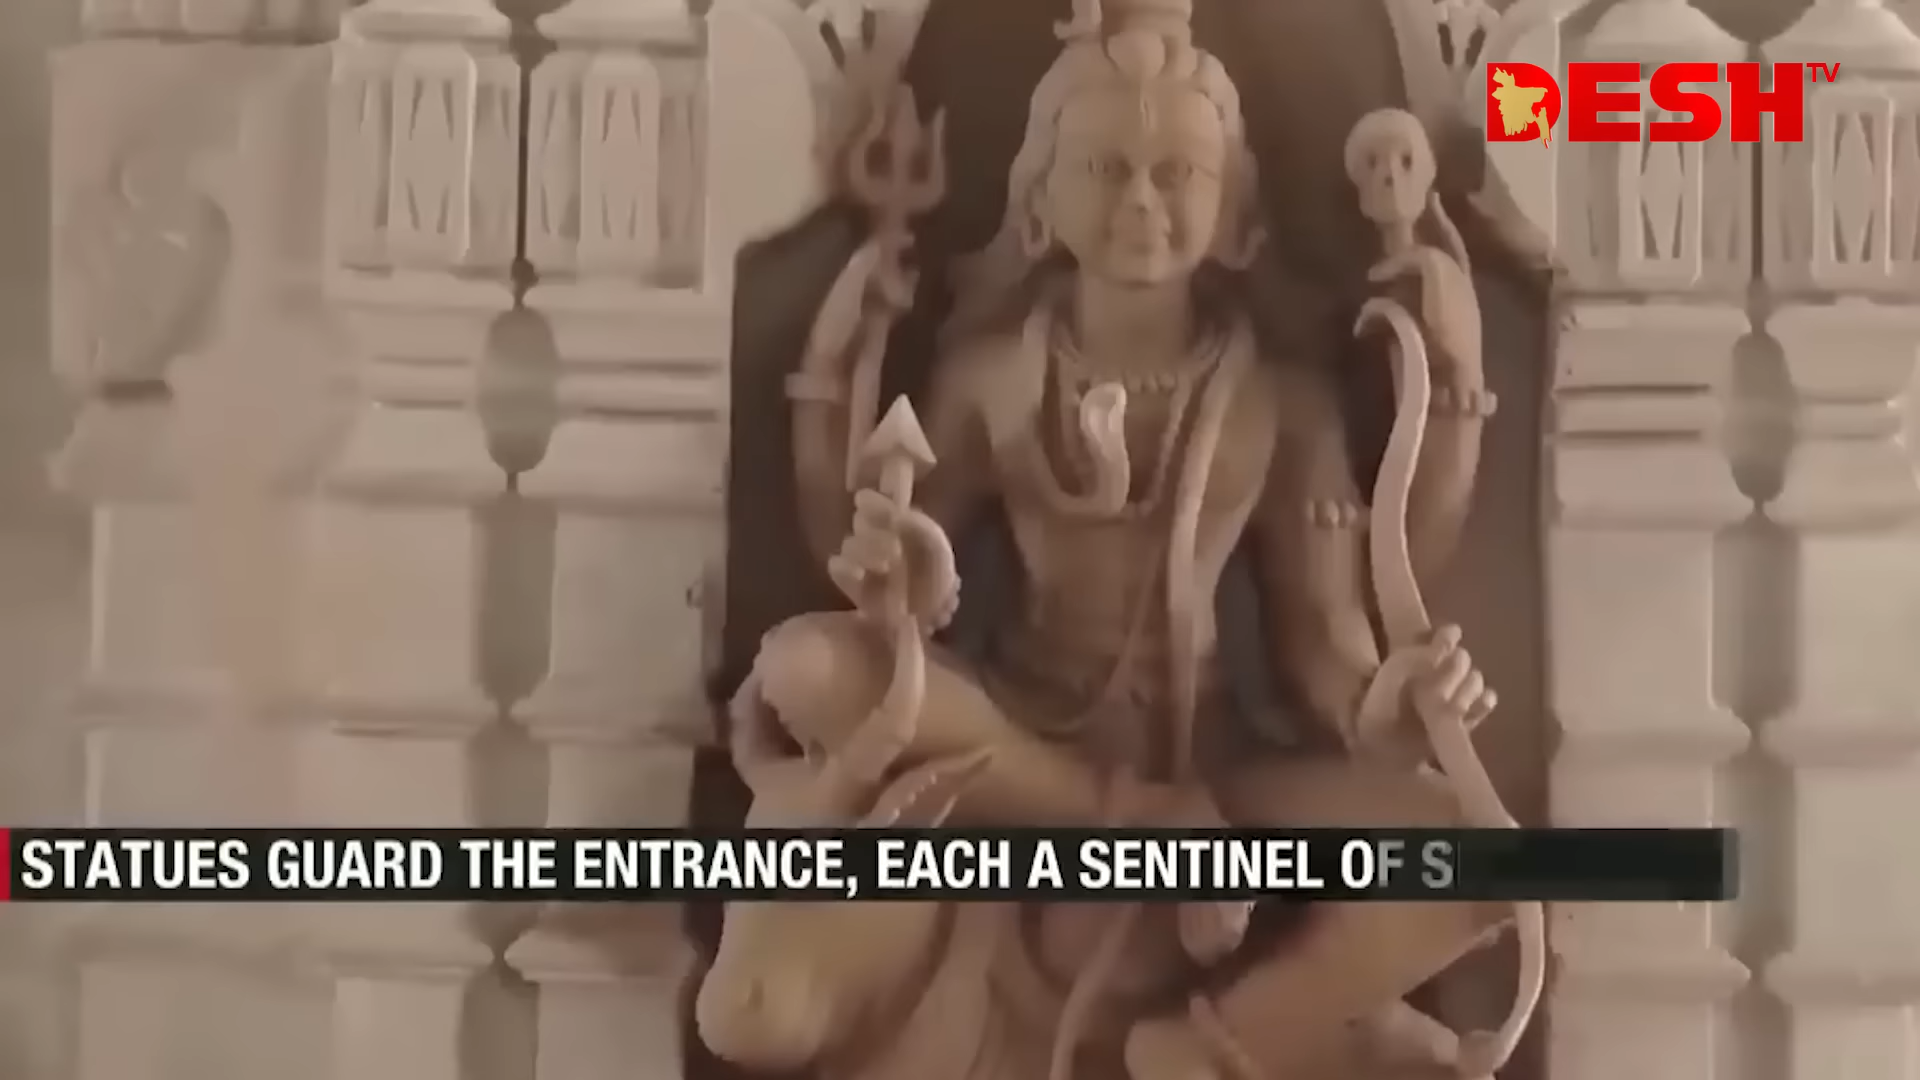 DESH TV
STATUES GUARD THE ENTRANCE, EACH A SENTINEL OF S